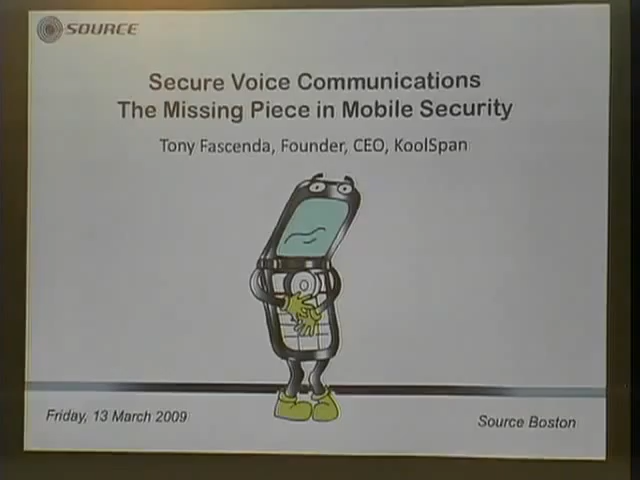 SOURCE
Secure Voice Communications
The Missing Piece in Mobile Security
Tony Fascenda, Founder, CEO, KoolSpan
Friday, 13 March 2009
Source Boston